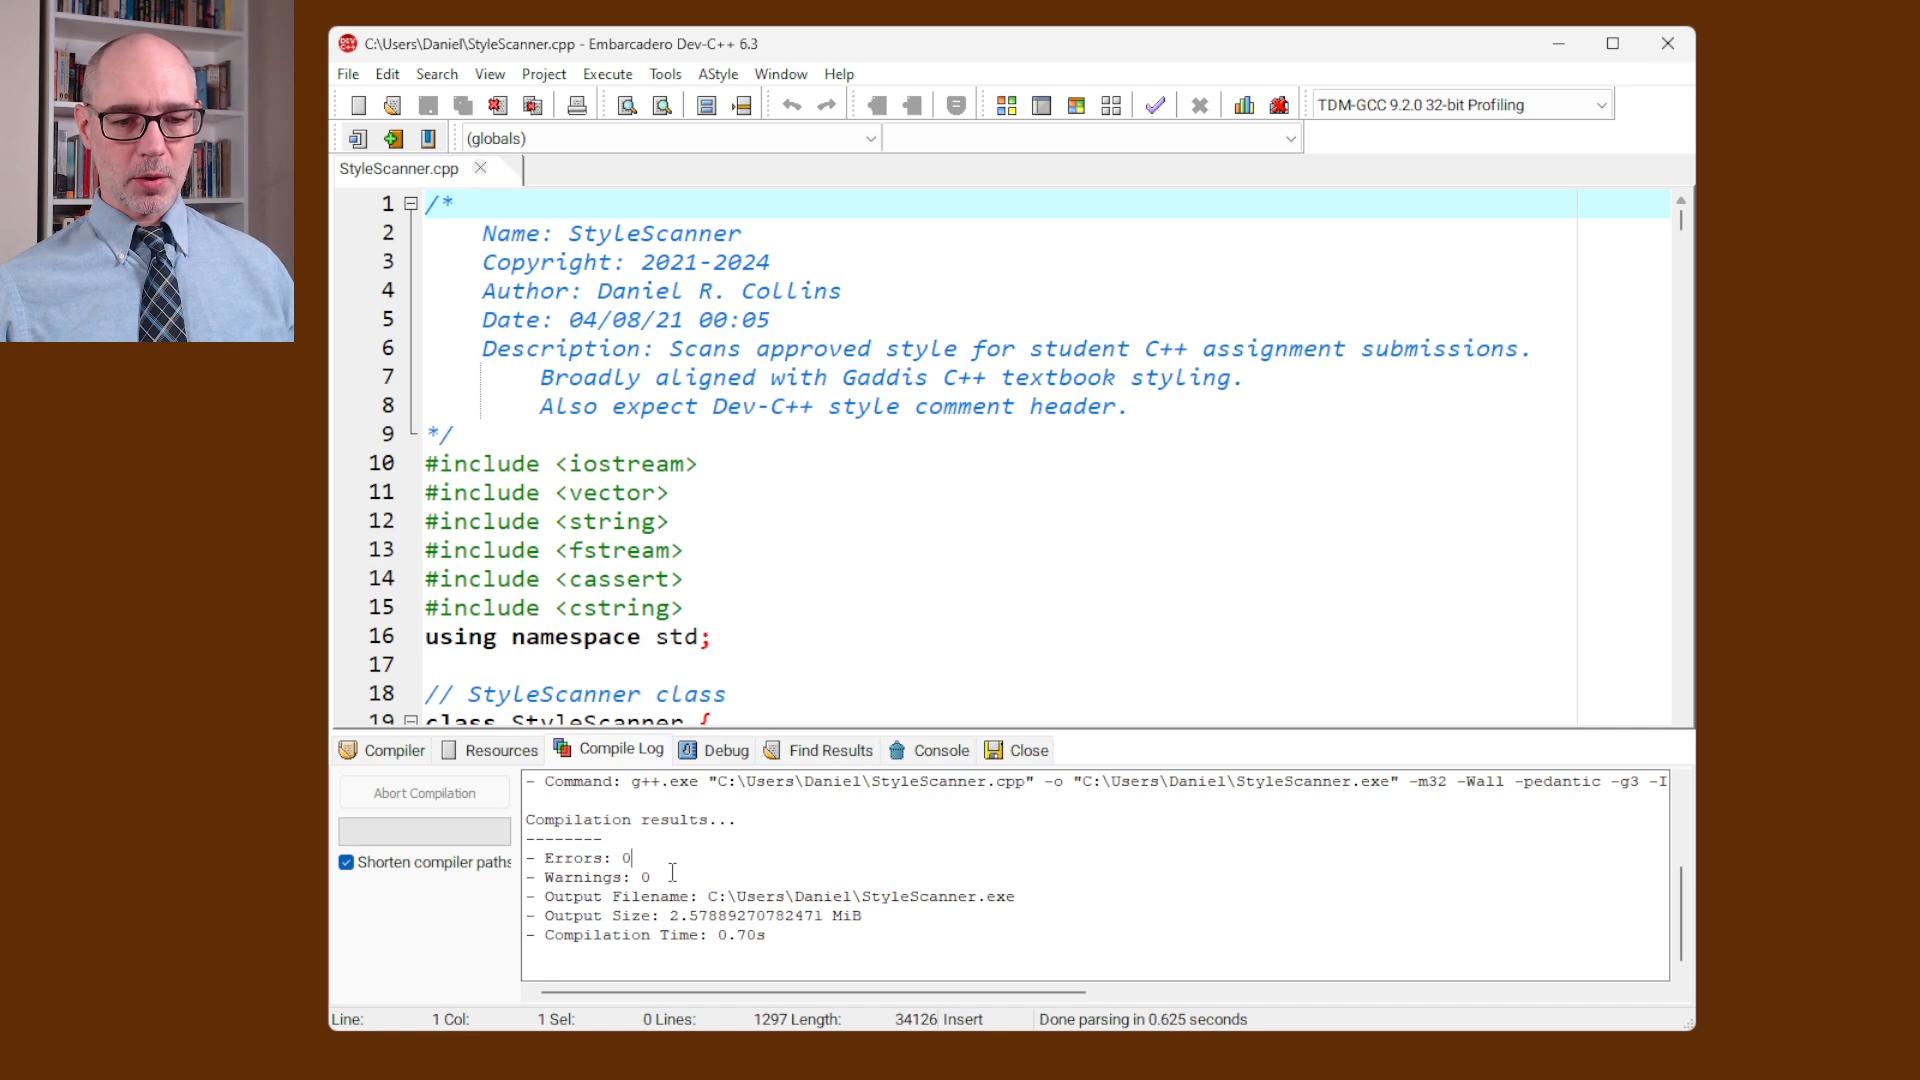 C:\Users\Daniel\StyleScanner.cpp - Embarcadero Dev-C++ 6.3
File Edit Search View Project Execute Tools AStyle Window Help
TDM-GCC 9.2.0 32-bit Profiling
(globals)
StyleScanner.cpp
1 /*
2 Name: StyleScanner
3 Copyright: 2021-2024
4 Author: Daniel R. Collins
5 Date: 04/08/21 00:05
6 Description: Scans approved style for student C++ assignment submissions.
7 Broadly aligned with Gaddis C++ textbook styling.
8 Also expect Dev-C++ style comment header.
9 */
10 #include <iostream>
11 #include <vector>
12 #include <string>
13 #include <fstream>
14 #include <cassert>
15 #include <cstring>
16 using namespace std;
17
18 // StyleScanner class
19 class StyleScanner {
Compiler Resources Compile Log Debug Find Results Console Close
Abort Compilation
Shorten compiler paths
- Command: g++.exe "C:\Users\Daniel\StyleScanner.cpp" -o "C:\Users\Daniel\StyleScanner.exe" -m32 -Wall -pedantic -g3 -I
Compilation results...
--------
- Errors: 0
- Warnings: 0
- Output Filename: C:\Users\Daniel\StyleScanner.exe
- Output Size: 2.57889270782471 MiB
- Compilation Time: 0.70s
Line: 1 Col: 1 Sel: 0 Lines: 1297 Length: 34126 Insert Done parsing in 0.625 seconds